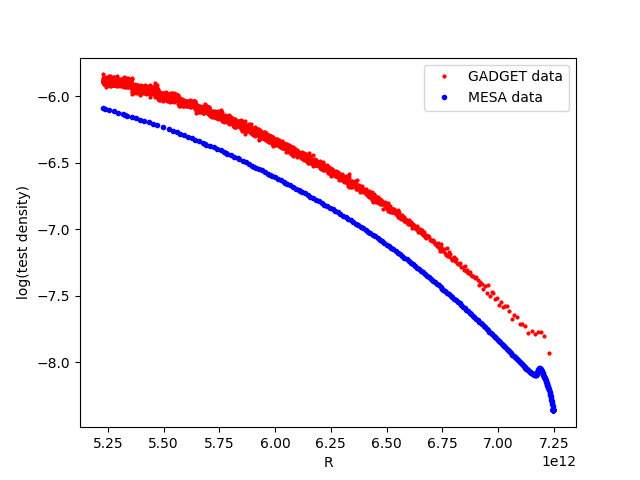 GADGET data
MESA data
−6.0
−6.5
−7.0
−7.5
−8.0
log(test density)
5.25 5.50 5.75 6.00 6.25 6.50 6.75 7.00 7.25
1e12
R